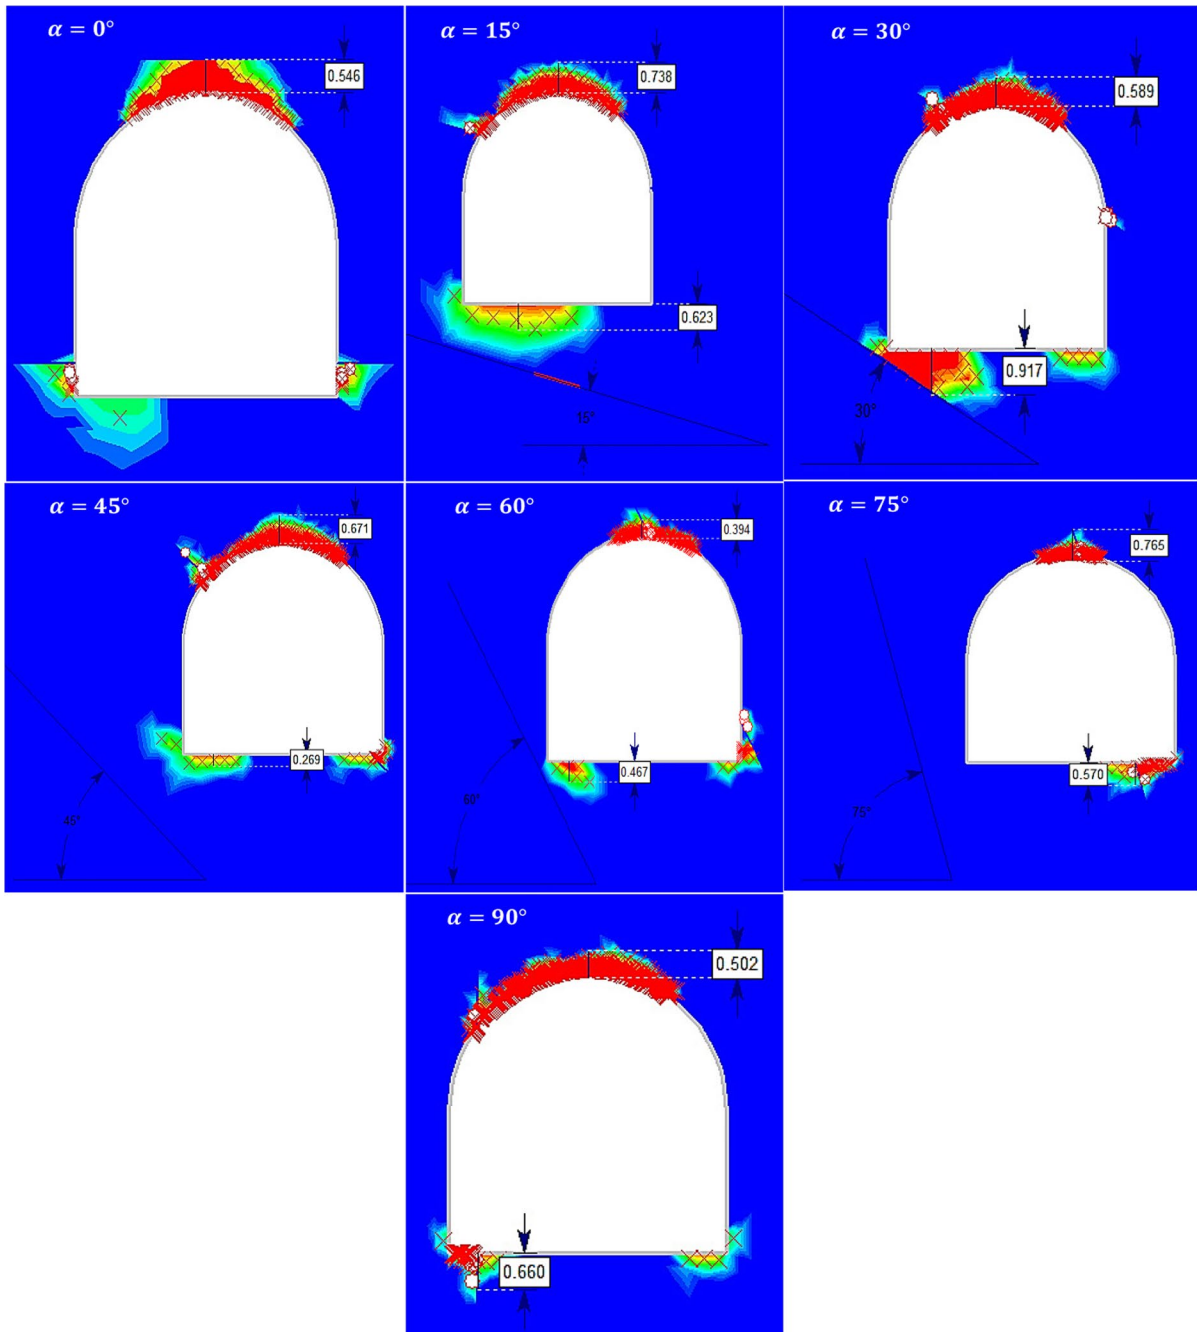 α = 0°
0.546
α = 15°
0.738
0.623
15°
α = 30°
0.589
0.917
30°
α = 45°
0.671
0.269
45°
α = 60°
0.394
0.467
60°
α = 75°
0.765
0.570
75°
α = 90°
0.502
0.660